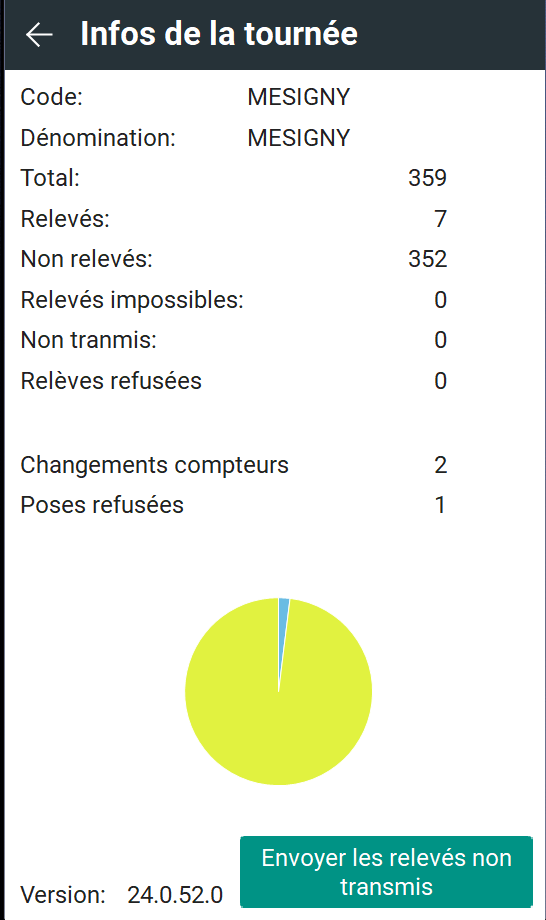 Infos de la tournée
Code: MESIGNY
Dénomination: MESIGNY
Total: 359
Relevés: 7
Non relevés: 352
Relevés impossibles: 0
Non tranmis: 0
Relèves refusées 0
Changements compteurs 2
Poses refusées 1
Envoyer les relevés non
transmis
Version: 24.0.52.0